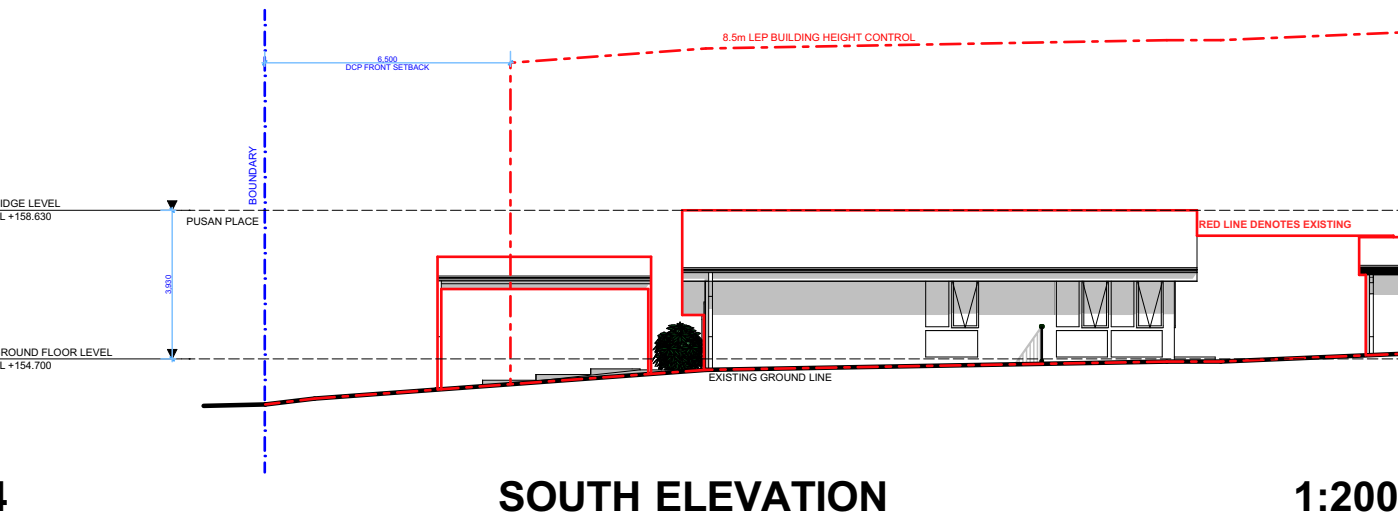 8.5m LEP BUILDING HEIGHT CONTROL
6,500
DCP FRONT SETBACK
BOUNDARY
IDGE LEVEL
L +158.630
PUSAN PLACE
RED LINE DENOTES EXISTING
3,930
ROUND FLOOR LEVEL
L +154.700
EXISTING GROUND LINE
4
SOUTH ELEVATION
1:200